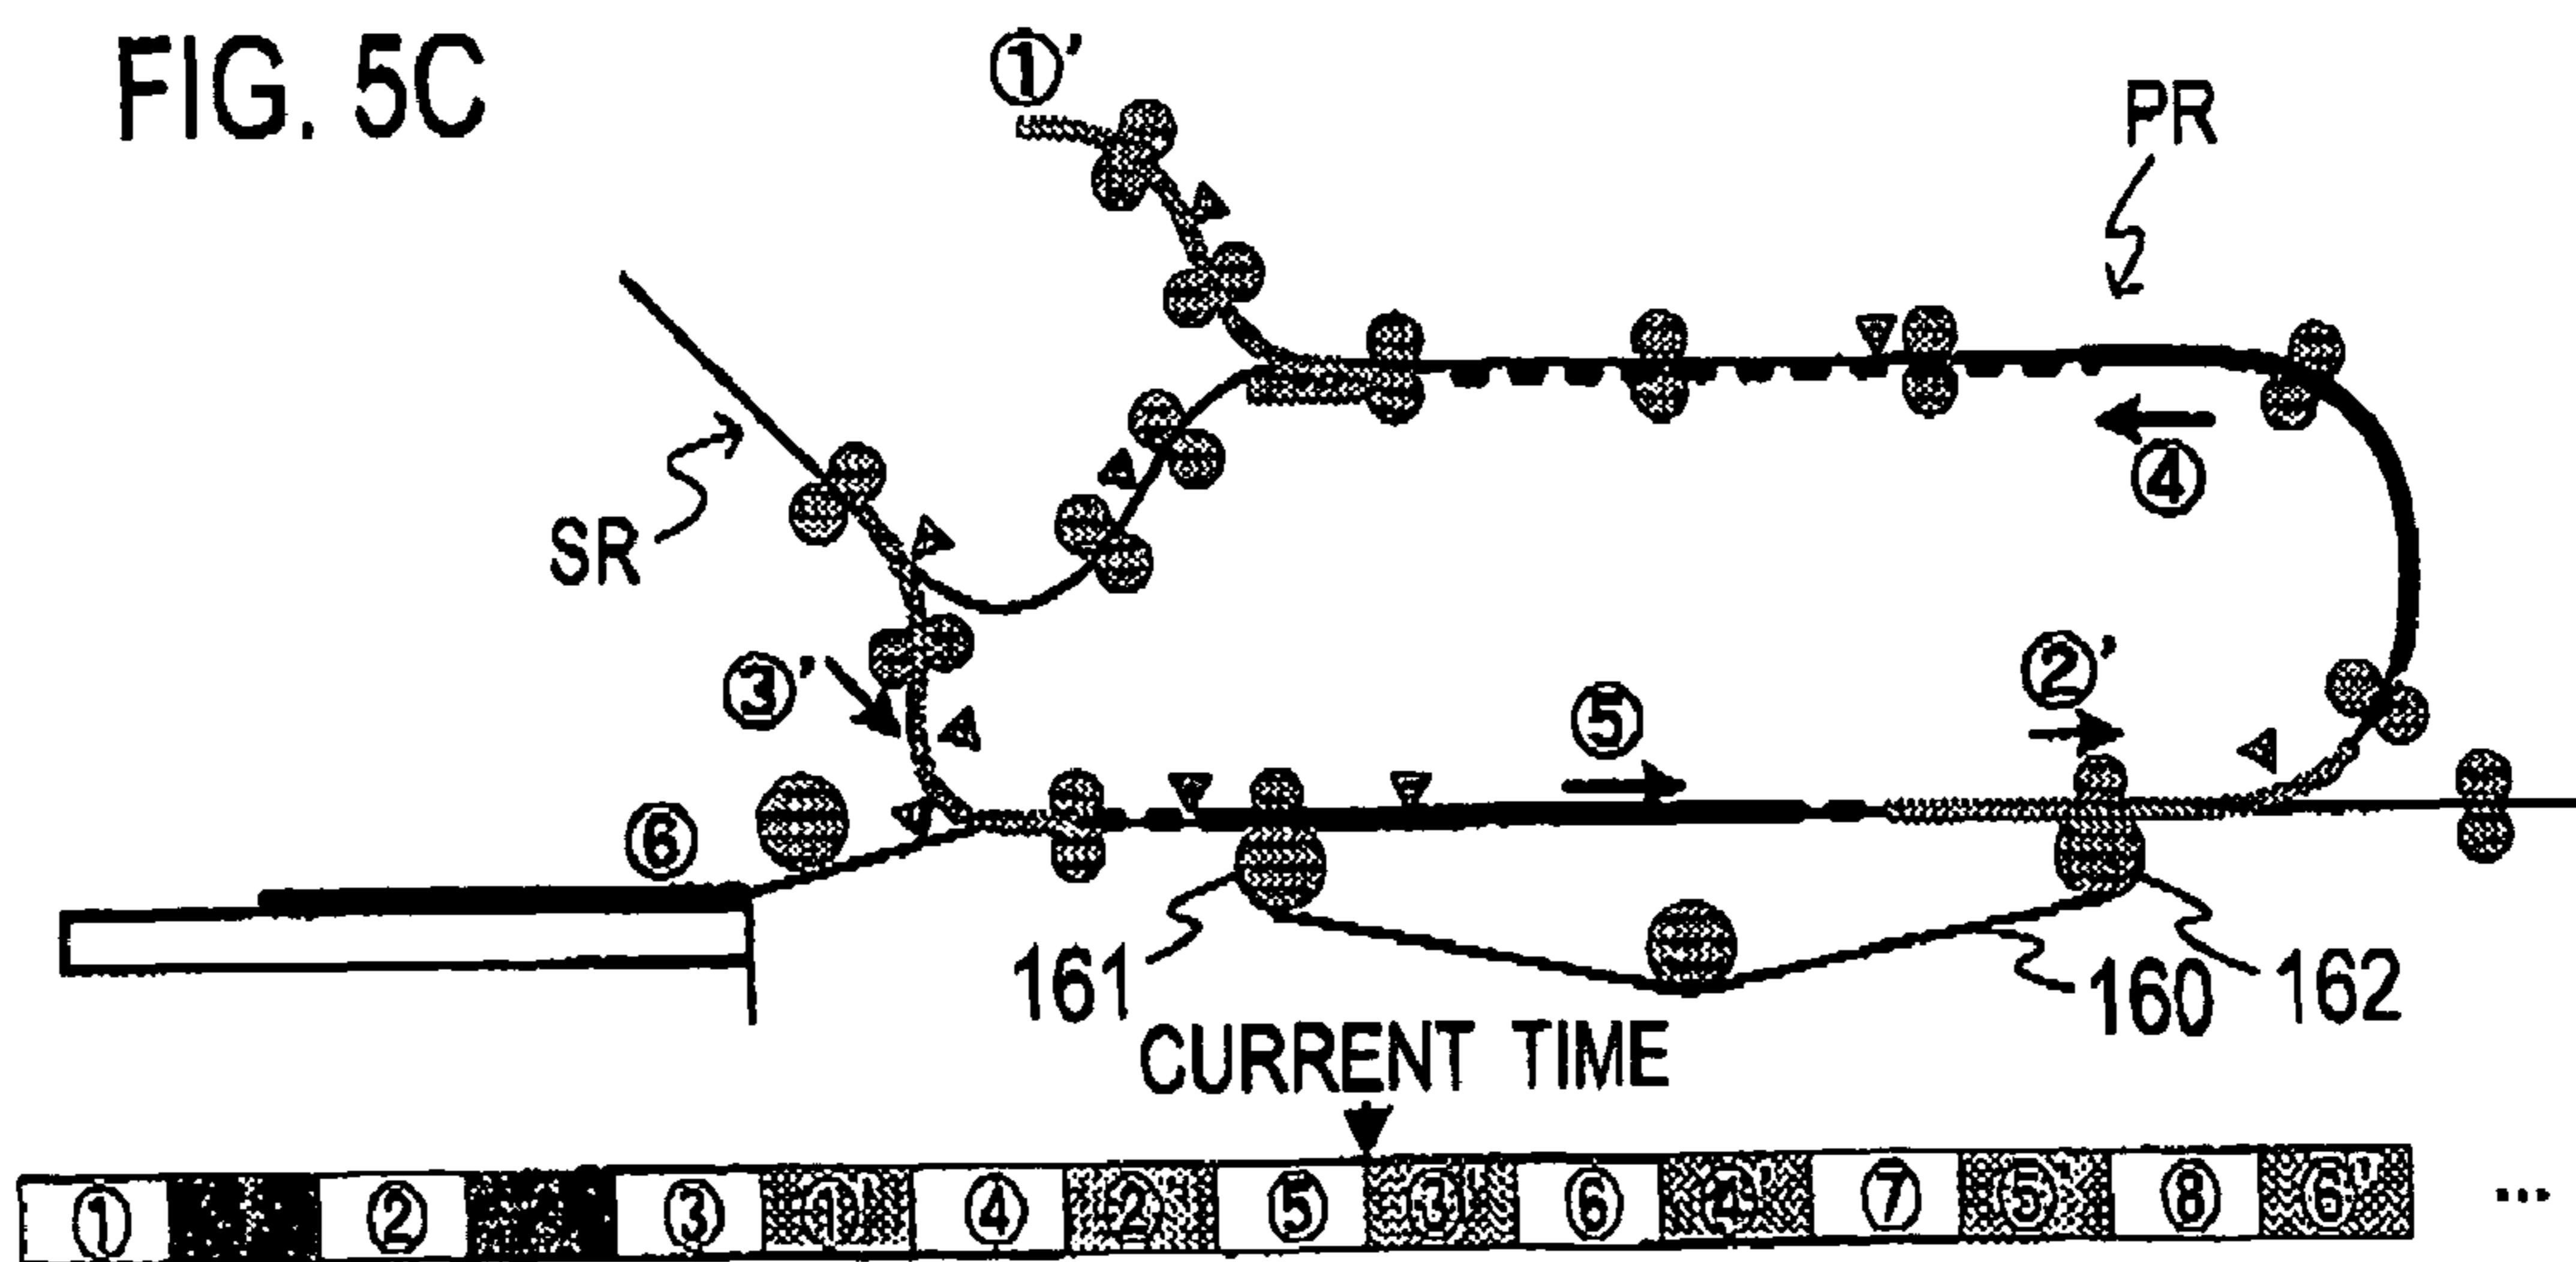 FIG. 5C
①'
PR
④
SR
③'
②'
⑤
⑥
161
160
162
CURRENT TIME
① ② ③ ①' ④ ②' ⑤ ③' ⑥ ④' ⑦ ⑤' ⑧ ⑥' ...